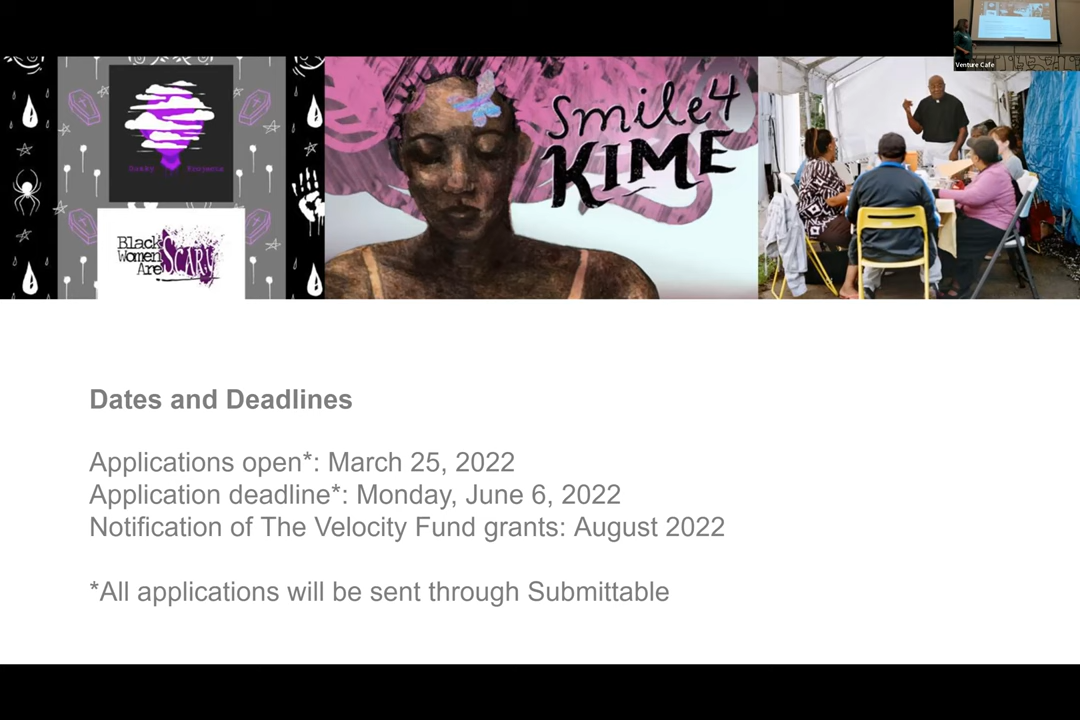 Venture Cafe
Smile4
KIME
Black
Women
Are
SCARY
Dates and Deadlines
Applications open*: March 25, 2022
Application deadline*: Monday, June 6, 2022
Notification of The Velocity Fund grants: August 2022
*All applications will be sent through Submittable